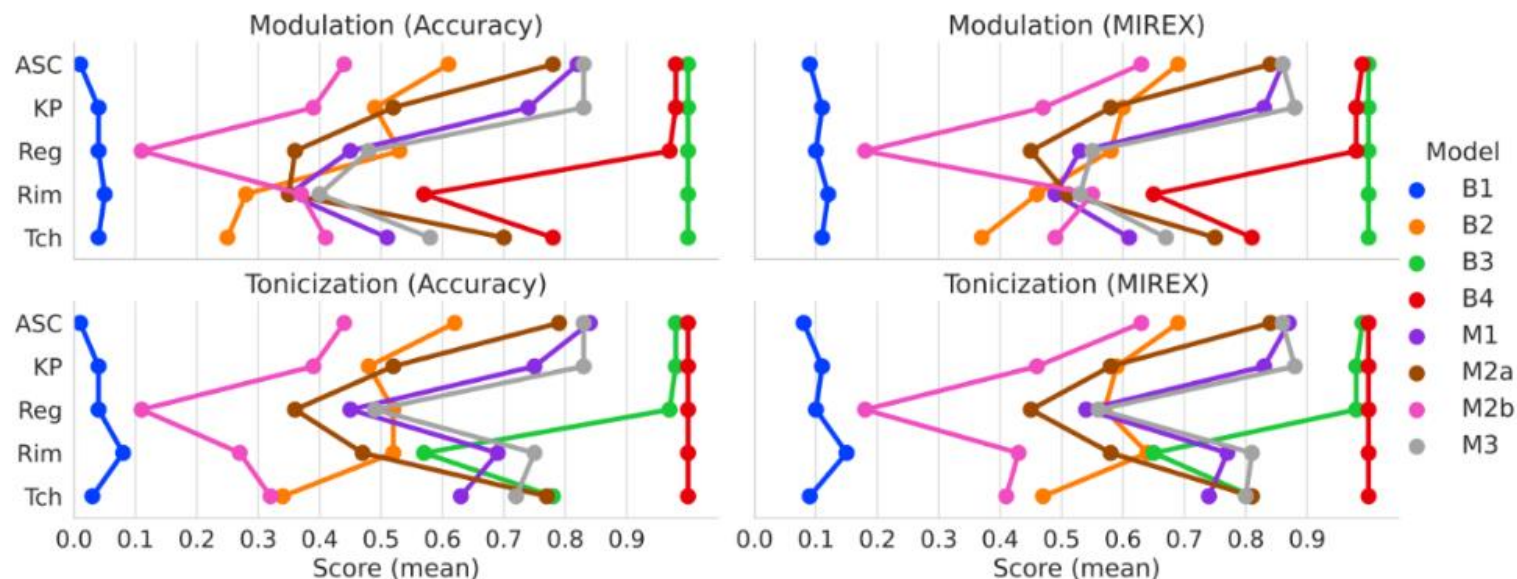 Modulation (Accuracy)
Modulation (MIREX)
ASC
KP
Reg
Rim
Tch
Tonicization (Accuracy)
Tonicization (MIREX)
ASC
KP
Reg
Rim
Tch
0.0 0.1 0.2 0.3 0.4 0.5 0.6 0.7 0.8 0.9
0.0 0.1 0.2 0.3 0.4 0.5 0.6 0.7 0.8 0.9
Score (mean)
Score (mean)
Model
B1
B2
B3
B4
M1
M2a
M2b
M3